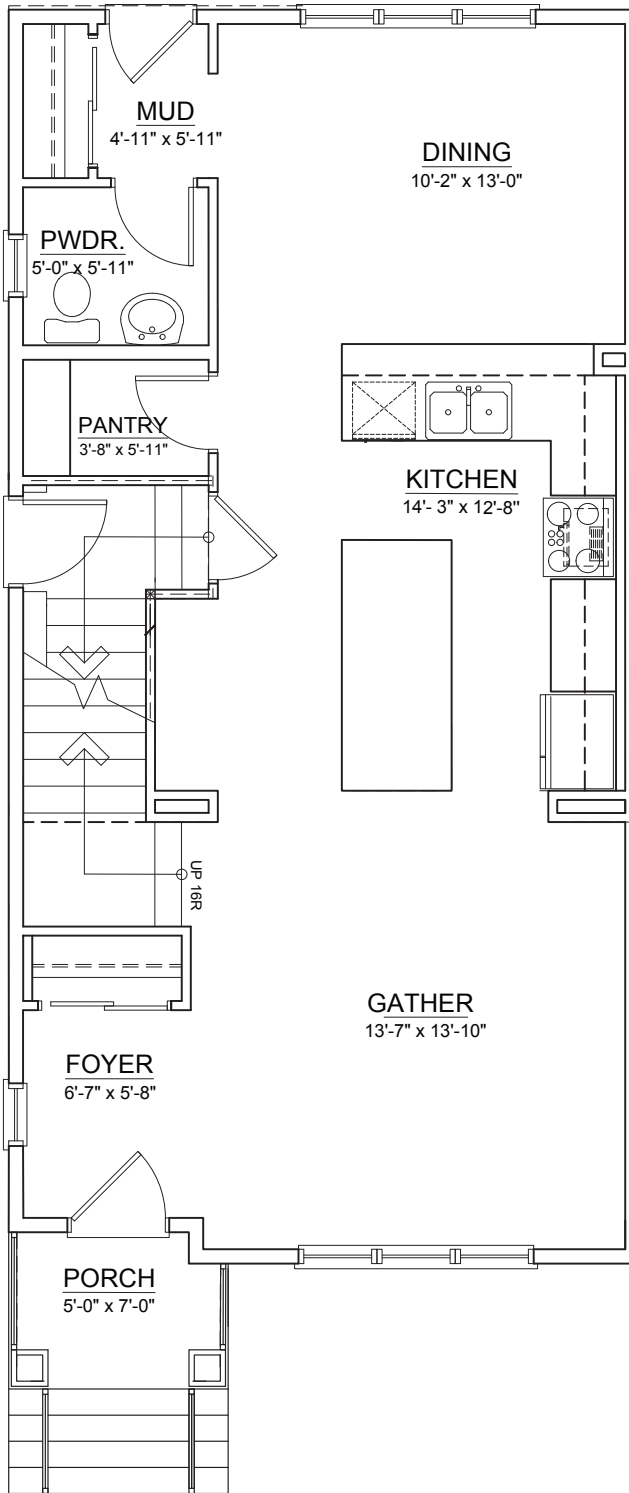 MUD
4'-11" x 5'-11"
DINING
10'-2" x 13'-0"
PWDR.
5'-0" x 5'-11"
PANTRY
3'-8" x 5'-11"
KITCHEN
14'- 3" x 12'-8"
UP 16R
GATHER
13'-7" x 13'-10"
FOYER
6'-7" x 5'-8"
PORCH
5'-0" x 7'-0"